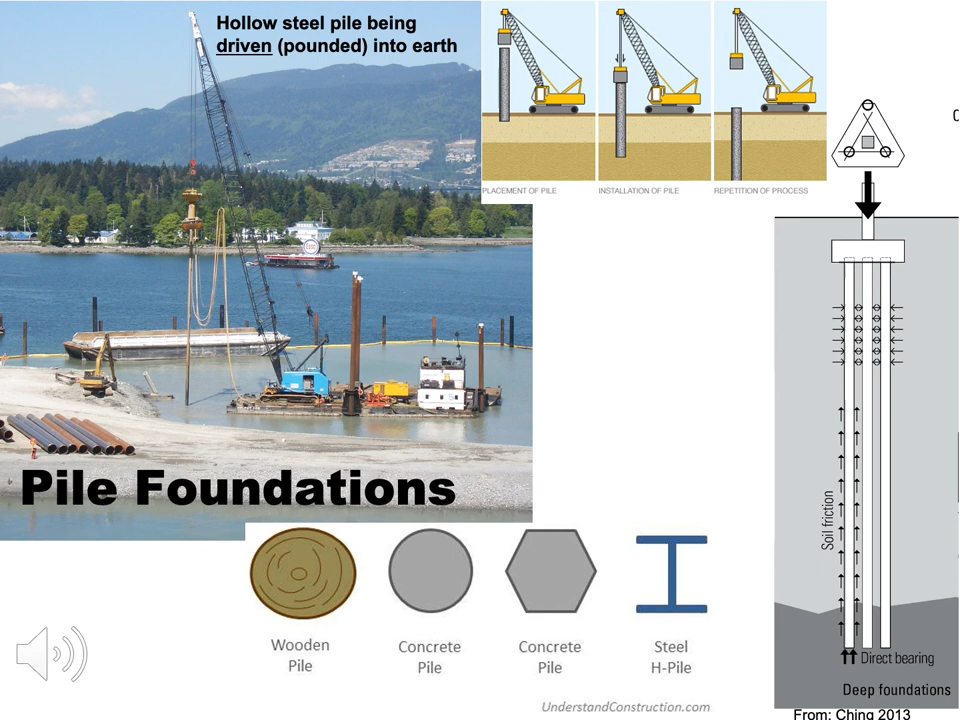 Hollow steel pile being
driven (pounded) into earth
PLACEMENT OF PILE
INSTALLATION OF PILE
REPETITION OF PROCESS
Esso
Pile Foundations
Soil friction
Direct bearing
Deep foundations
From: Ching 2013
Wooden
Pile
Concrete
Pile
Concrete
Pile
Steel
H-Pile
UnderstandConstruction.com